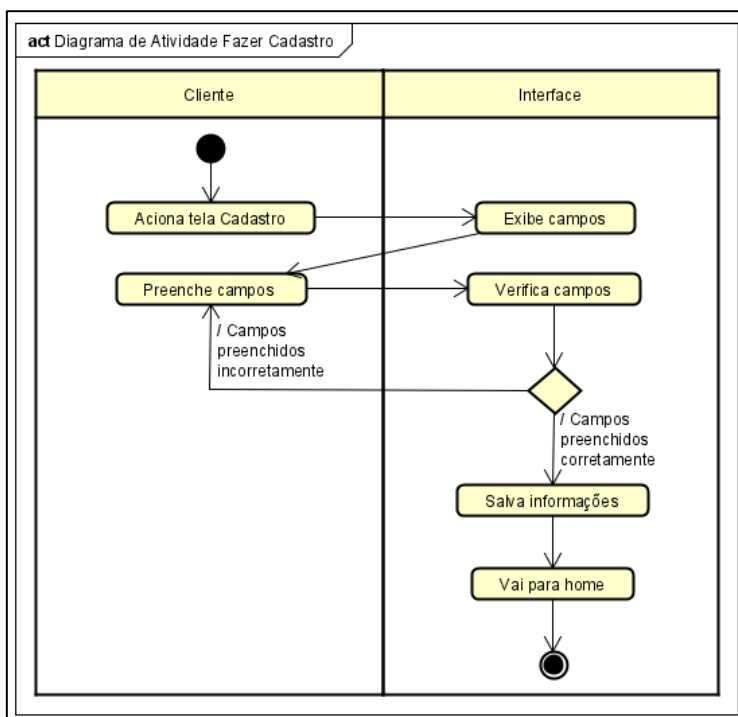 act Diagrama de Atividade Fazer Cadastro
Cliente
Interface
Aciona tela Cadastro
Exibe campos
Preenche campos
Verifica campos
/ Campos
preenchidos
incorretamente
/ Campos
preenchidos
corretamente
Salva informações
Vai para home